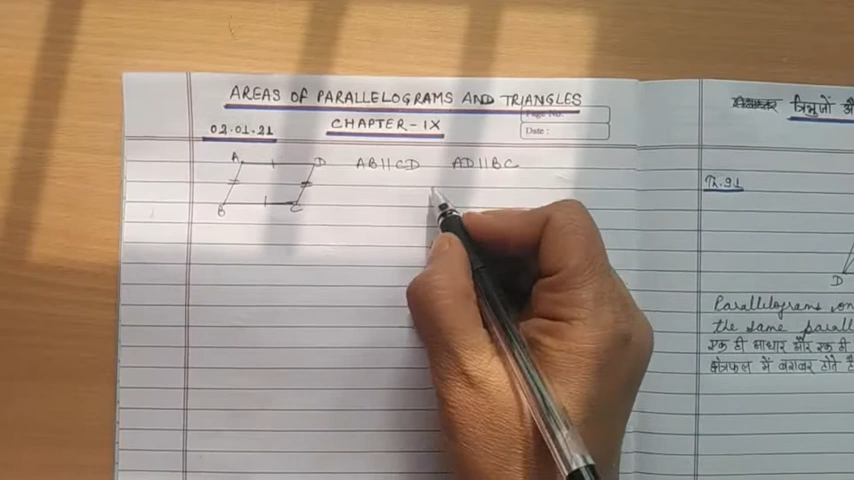 AREAS OF PARALLELOGRAMS AND TRIANGLES
CHAPTER-IX
Page No.
Date:
02.01.21
A D AB||CD AD||BC
B C
त्रिभुजों
Th. 9.1
D
Parallelograms on
the same parall
एक ही आधार और एक ही
क्षेत्रफल में बराबर होते है